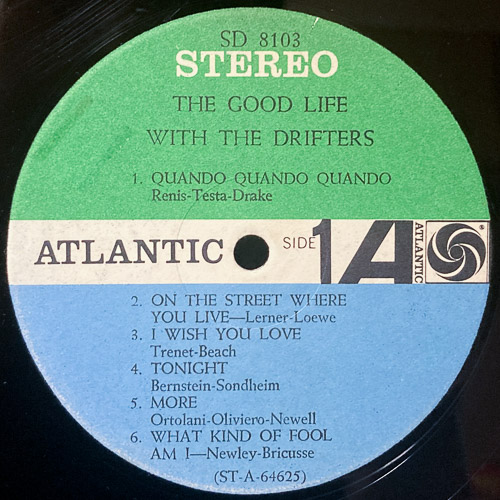 SD 8103
STEREO
THE GOOD LIFE
WITH THE DRIFTERS
1. QUANDO QUANDO QUANDO
Renis-Testa-Drake
ATLANTIC
SIDE 1
A
ATLANTIC
®
2. ON THE STREET WHERE
YOU LIVE—Lerner-Loewe
3. I WISH YOU LOVE
Trenet-Beach
4. TONIGHT
Bernstein-Sondheim
5. MORE
Ortolani-Oliviero-Newell
6. WHAT KIND OF FOOL
AM I—Newley-Bricusse
(ST-A-64625)